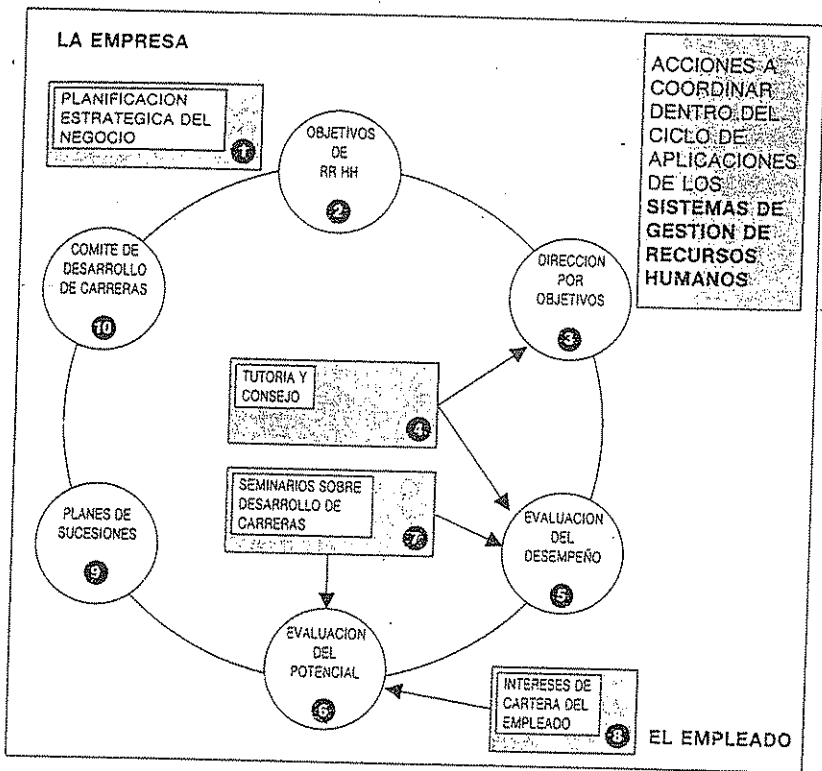 LA EMPRESA
PLANIFICACION
ESTRATEGICA DEL
NEGOCIO
1
OBJETIVOS
DE
RR HH
2
ACCIONES A
COORDINAR
DENTRO DEL
CICLO DE
APLICACIONES
DE LOS
SISTEMAS DE
GESTION DE
RECURSOS
HUMANOS
COMITE DE
DESARROLLO
DE CARRERAS
10
DIRECCION
POR
OBJETIVOS
3
TUTORIA Y
CONSEJO
4
SEMINARIOS SOBRE
DESARROLLO DE
CARRERAS
7
PLANES DE
SUCESIONES
9
EVALUACION
DEL
DESEMPEÑO
5
EVALUACION
DEL
POTENCIAL
6
INTERESES DE
CARTERA DEL
EMPLEADO
8
EL EMPLEADO